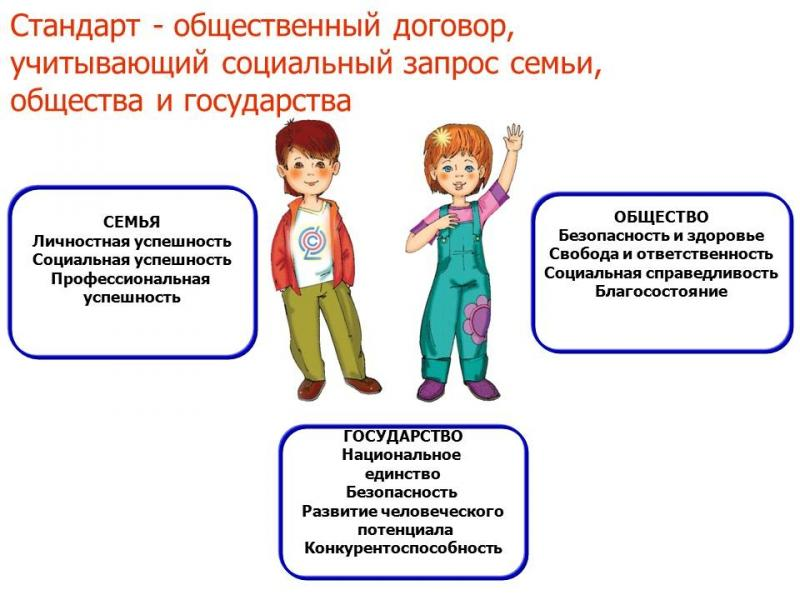 Стандарт - общественный договор,
учитывающий социальный запрос семьи,
общества и государства
СЕМЬЯ
Личностная успешность
Социальная успешность
Профессиональная
успешность
ОБЩЕСТВО
Безопасность и здоровье
Свобода и ответственность
Социальная справедливость
Благосостояние
ГОСУДАРСТВО
Национальное
единство
Безопасность
Развитие человеческого
потенциала
Конкурентоспособность